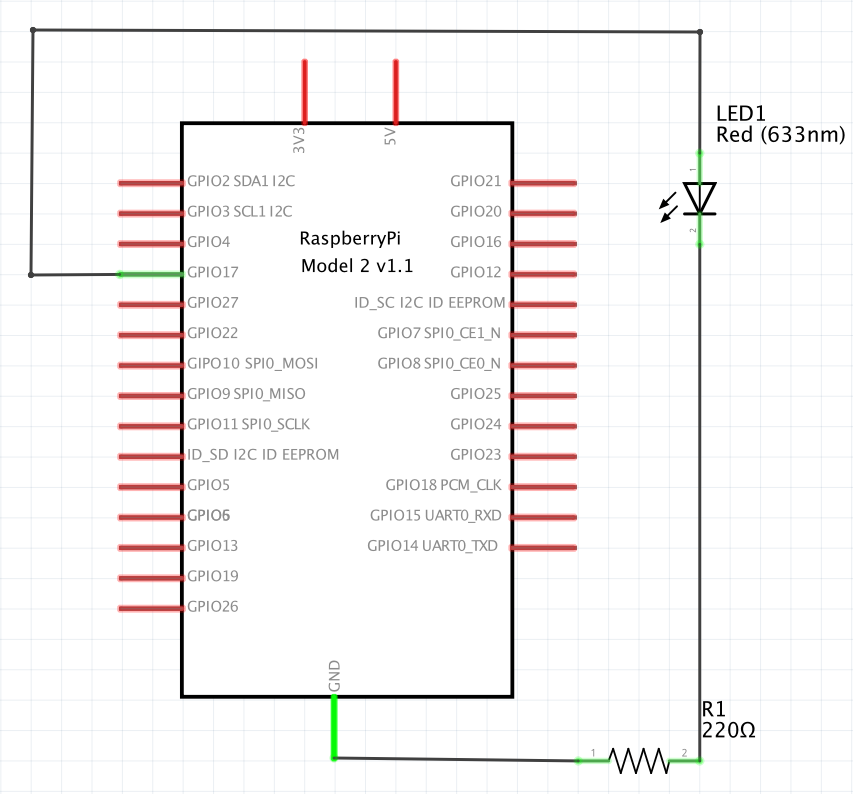 LED1
Red (633nm)
3V3
5V
1
2
RaspberryPi
Model 2 v1.1
GPIO2 SDA1 I2C
GPIO3 SCL1 I2C
GPIO4
GPIO17
GPIO27
GPIO22
GIPO10 SPI0_MOSI
GPIO9 SPI0_MISO
GPIO11 SPI0_SCLK
ID_SD I2C ID EEPROM
GPIO5
GPIO6
GPIO13
GPIO19
GPIO26
GPIO21
GPIO20
GPIO16
GPIO12
ID_SC I2C ID EEPROM
GPIO7 SPI0_CE1_N
GPIO8 SPI0_CE0_N
GPIO25
GPIO24
GPIO23
GPIO18 PCM_CLK
GPIO15 UART0_RXD
GPIO14 UART0_TXD
GND
R1
220Ω
1
2